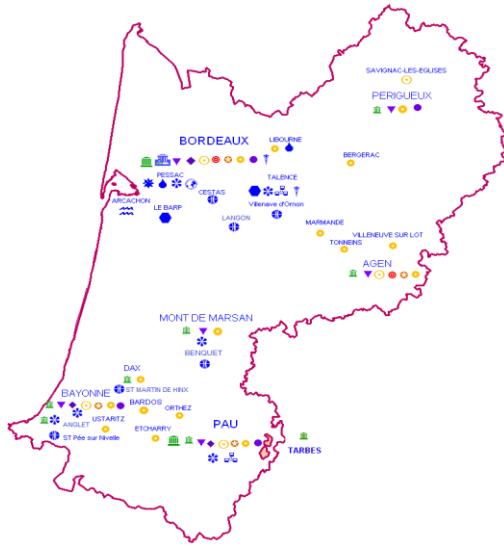 SAVIGNAC-LES-EGLISES
PERIGUEUX
BORDEAUX
LIBOURNE
BERGERAC
PESSAC
TALENCE
CESTAS
ARCACHON
LE BARP
Villenave d'Ornon
LANGON
MARMANDE
TONNEINS
VILLENEUVE SUR LOT
AGEN
MONT DE MARSAN
BENQUET
DAX
ST MARTIN DE HINX
BAYONNE
BARDOS
ORTHEZ
ANGLET
USTARITZ
ETCHARRY
PAU
ST Pée sur Nivelle
TARBES